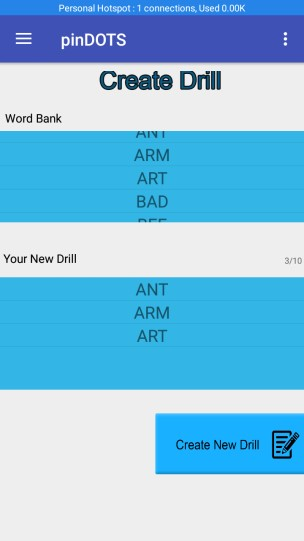 Personal Hotspot : 1 connections, Used 0.00K
pinDOTS
Create Drill
Word Bank
ANT
ARM
ART
BAD
Your New Drill
3/10
ANT
ARM
ART
Create New Drill